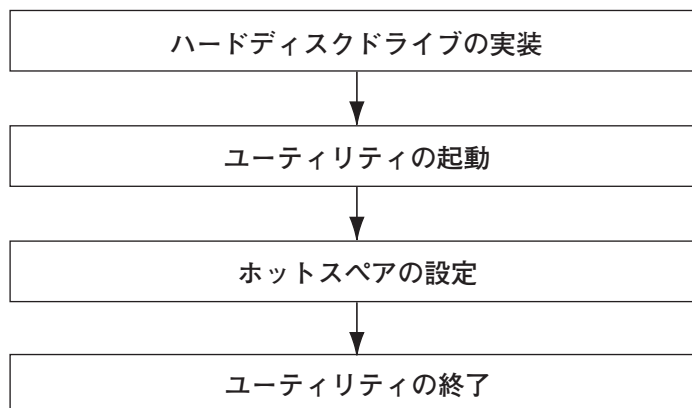 ハードディスクドライブの実装
ユーティリティの起動
ホットスペアの設定
ユーティリティの終了